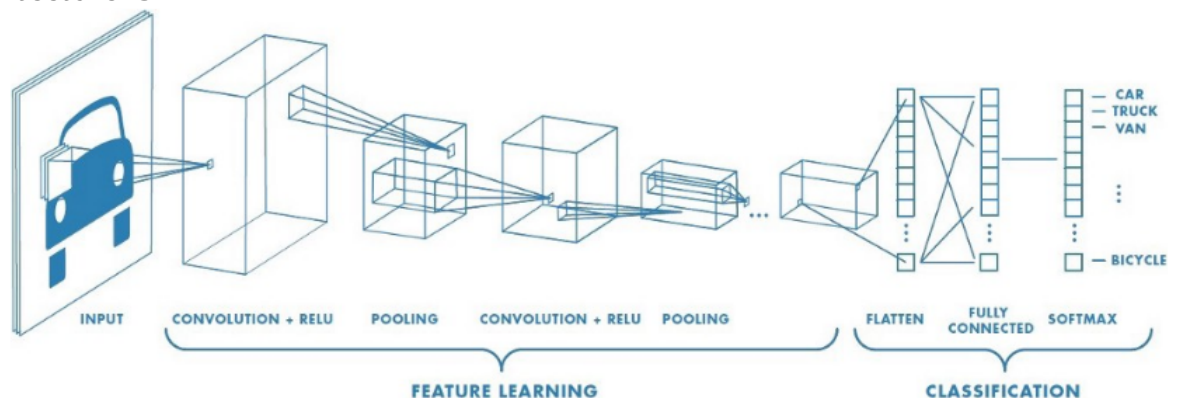 CAR
TRUCK
VAN
BICYCLE
INPUT
CONVOLUTION + RELU
POOLING
CONVOLUTION + RELU
POOLING
FLATTEN
FULLY
CONNECTED
SOFTMAX
FEATURE LEARNING
CLASSIFICATION